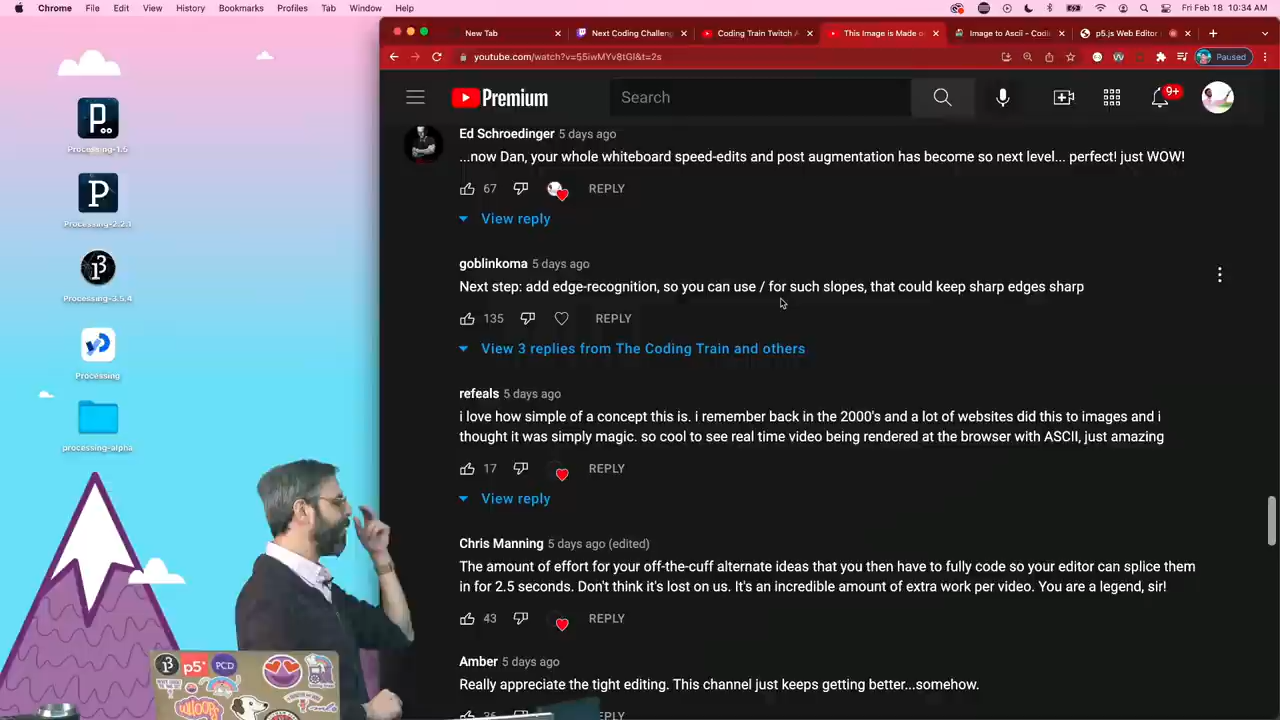 Chrome File Edit View History Bookmarks Profiles Tab Window Help Fri Feb 18 10:34 AM
New Tab Next Coding Challen Coding Train Twitch This Image is Made o Image to Ascii - Codi p5.js Web Editor
youtube.com/watch?v=55iwMYv8tGI&t=2s Paused
Premium Search 9+
Ed Schroedinger 5 days ago
...now Dan, your whole whiteboard speed-edits and post augmentation has become so next level... perfect! just WOW!
67 REPLY
View reply
goblinkoma 5 days ago
Next step: add edge-recognition, so you can use / for such slopes, that could keep sharp edges sharp
135 REPLY
View 3 replies from The Coding Train and others
refeals 5 days ago
i love how simple of a concept this is. i remember back in the 2000's and a lot of websites did this to images and i
thought it was simply magic. so cool to see real time video being rendered at the browser with ASCII, just amazing
17 REPLY
View reply
Chris Manning 5 days ago (edited)
The amount of effort for your off-the-cuff alternate ideas that you then have to fully code so your editor can splice them
in for 2.5 seconds. Don't think it's lost on us. It's an incredible amount of extra work per video. You are a legend, sir!
43 REPLY
Amber 5 days ago
Really appreciate the tight editing. This channel just keeps getting better...somehow.
36 REPLY
Processing-1.5
Processing-2.2.1
Processing-3.5.4
Processing
processing-alpha
p5*
PCD
WHOOPS!